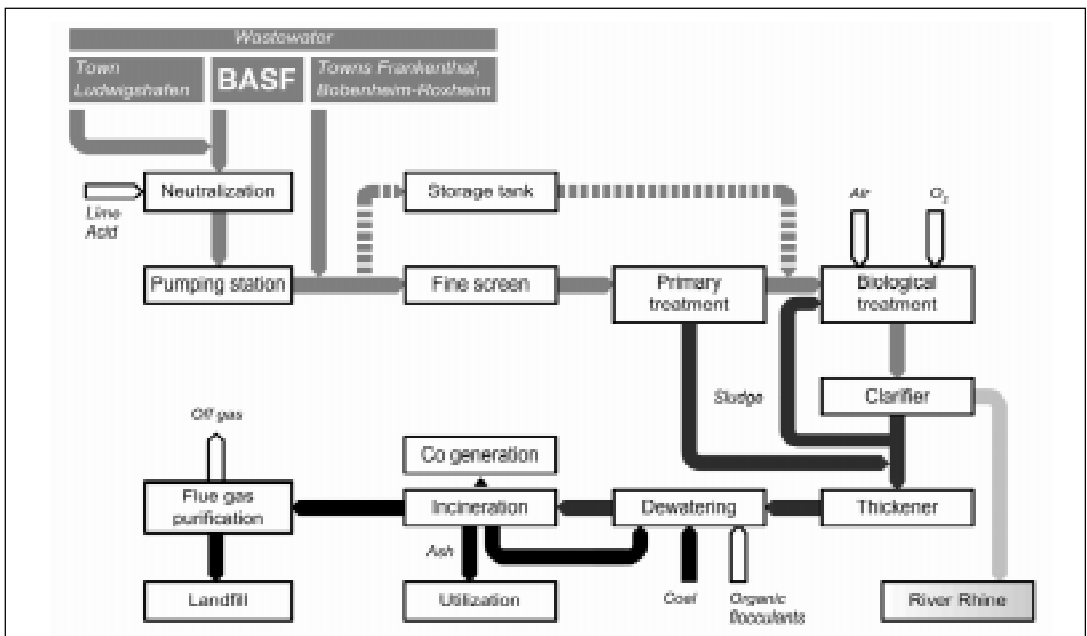 Wastewater
Town
Ludwigshafen
BASF
Towns Frankenthal,
Bobenheim-Roxheim
Neutralization
Storage tank
Air
O2
Lime
Acid
Pumping station
Fine screen
Primary
treatment
Biological
treatment
Sludge
Clarifier
Off gas
Co generation
Flue gas
purification
Incineration
Dewatering
Thickener
Ash
Landfill
Utilization
Coal
Organic
flocculants
River Rhine